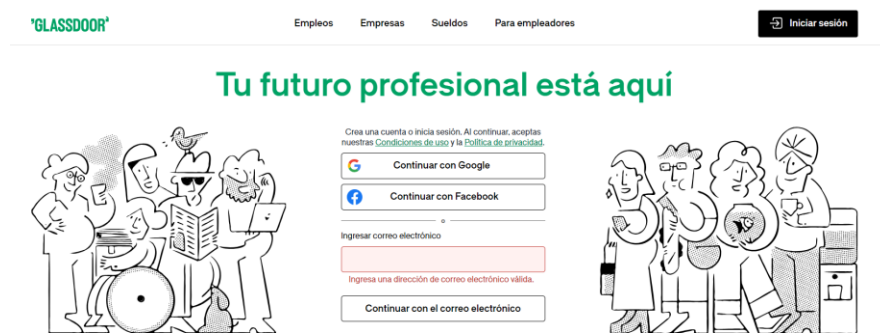 "GLASSDOOR"
Empleos Empresas Sueldos Para empleadores
Iniciar sesión
Tu futuro profesional está aquí
Crea una cuenta o inicia sesión. Al continuar, aceptas
nuestras Condiciones de uso y la Política de privacidad.
Continuar con Google
Continuar con Facebook
o
Ingresar correo electrónico
Ingresa una dirección de correo electrónico válida.
Continuar con el correo electrónico